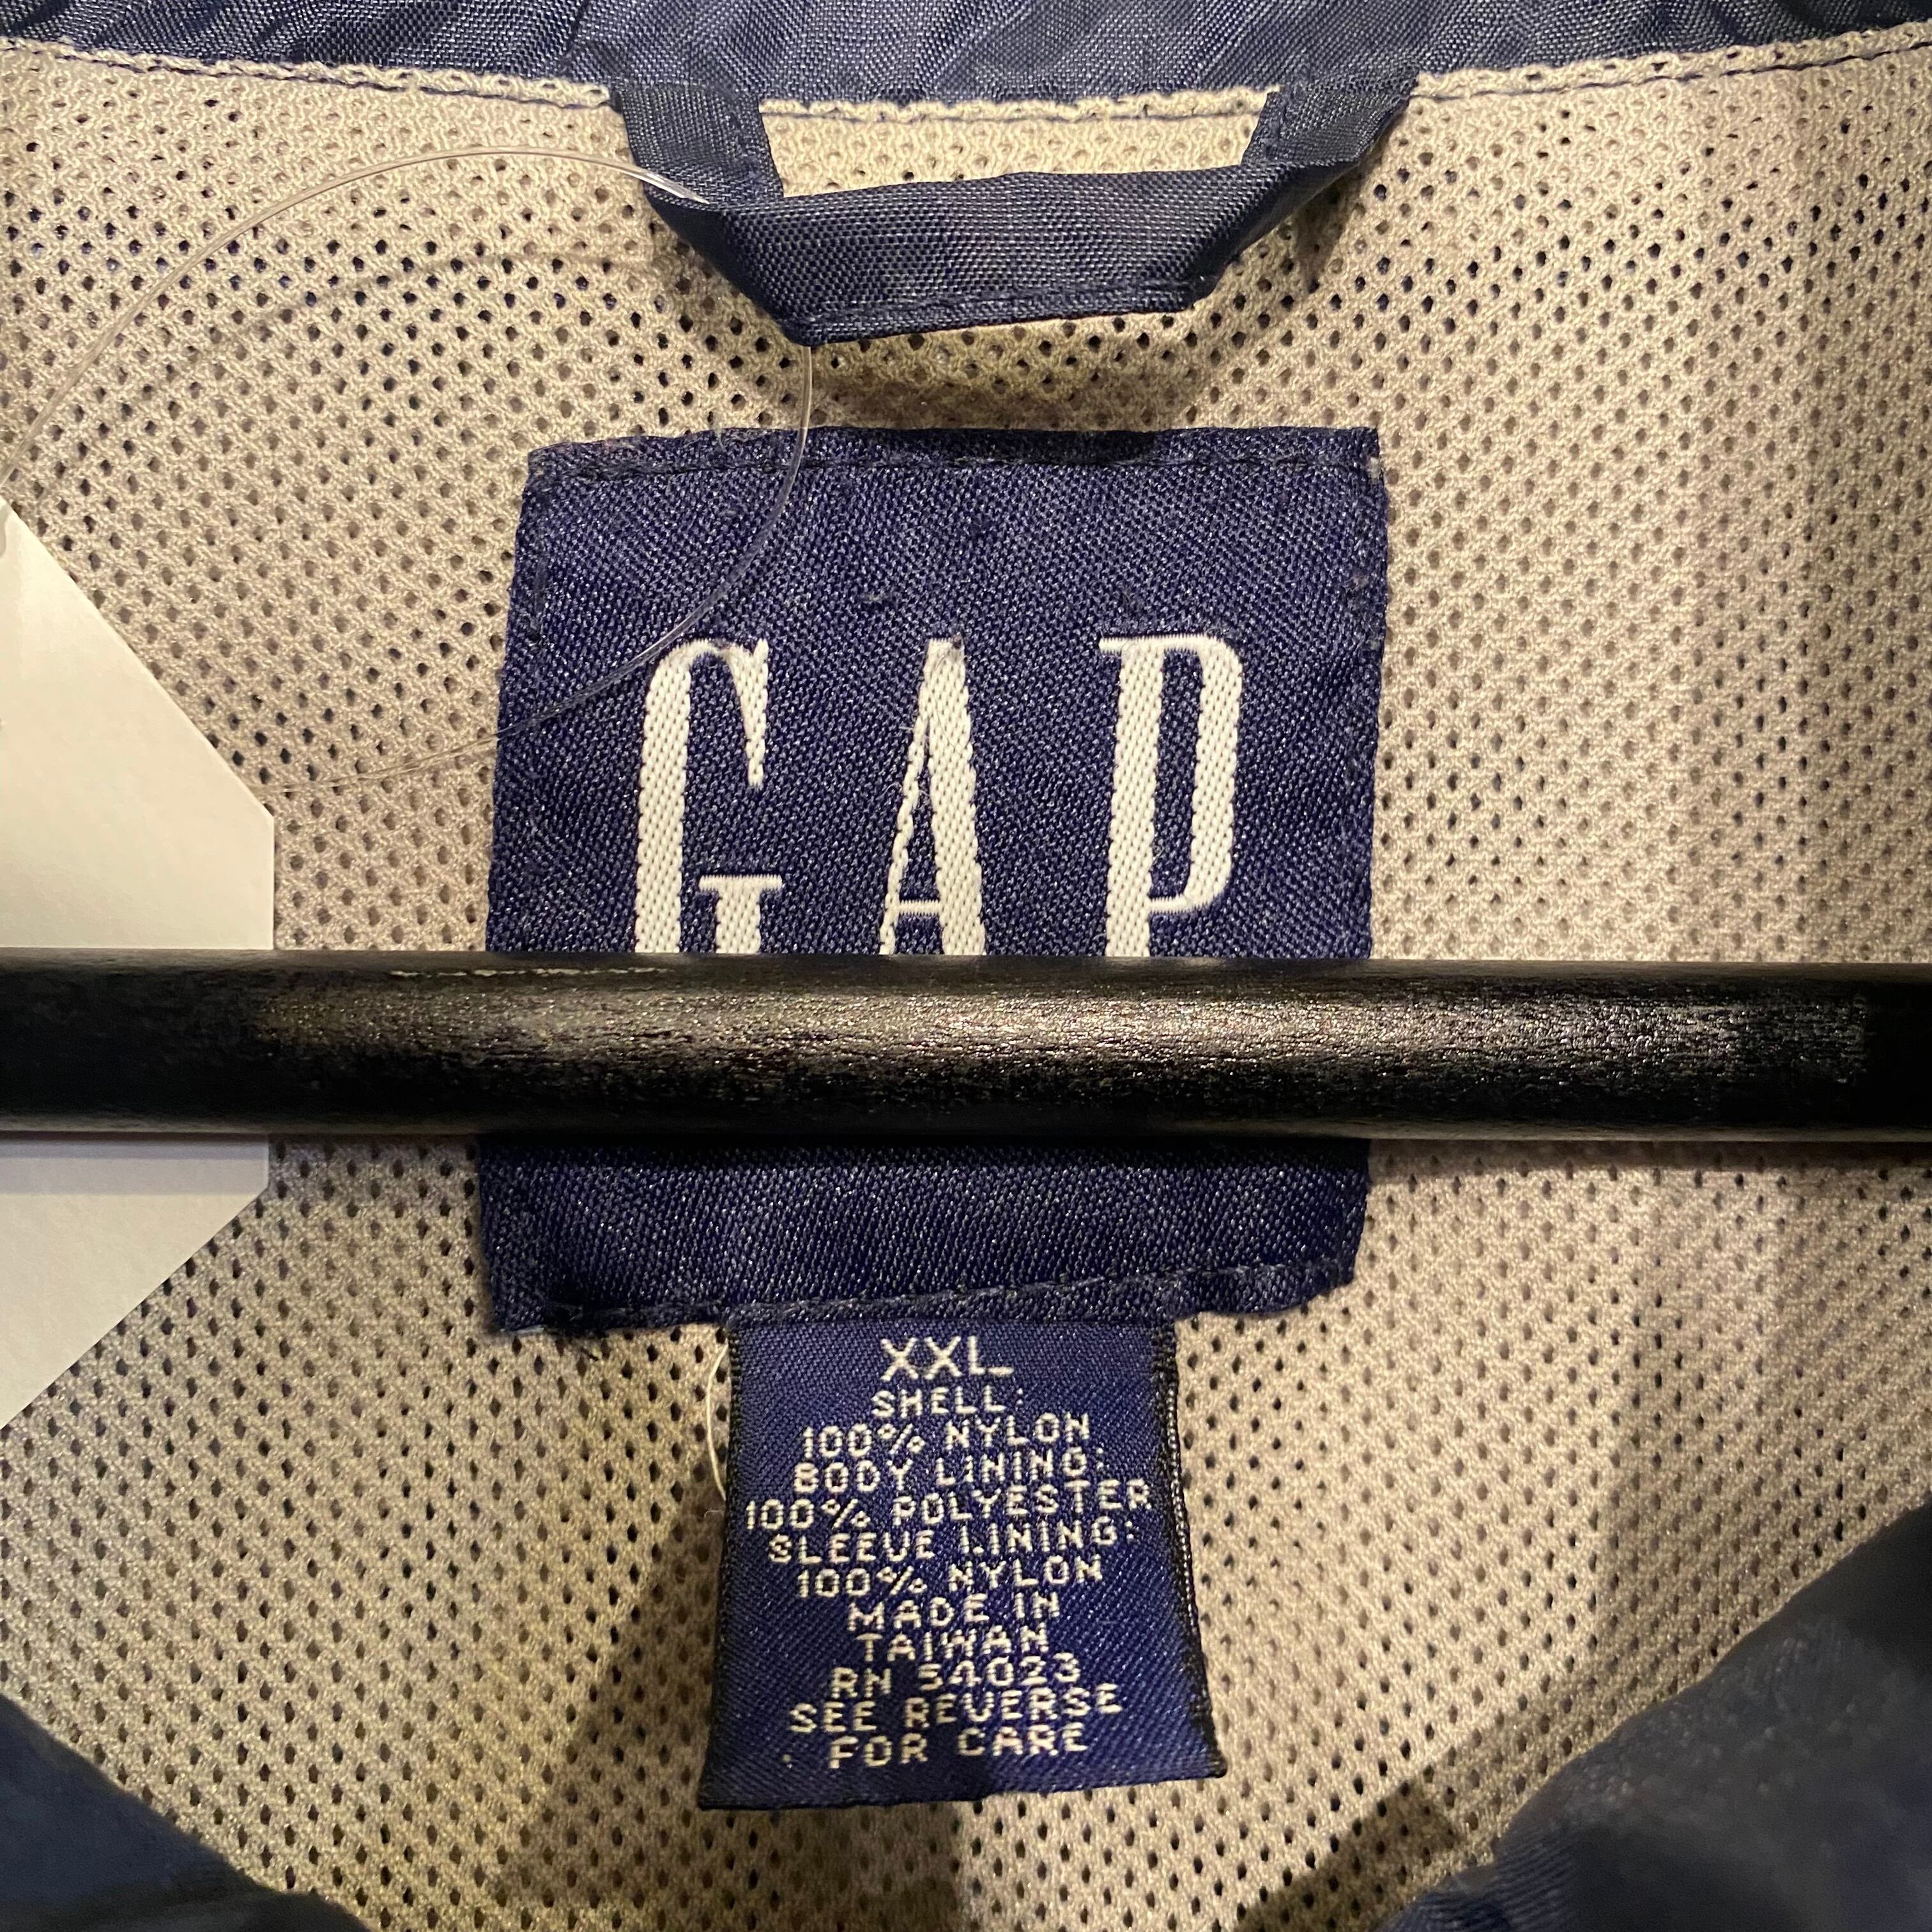 GAP
XXL
SHELL:
100% NYLON
BODY LINING:
100% POLYESTER
SLEEVE LINING:
100% NYLON
MADE IN
TAIWAN
RN 54023
SEE REVERSE
FOR CARE